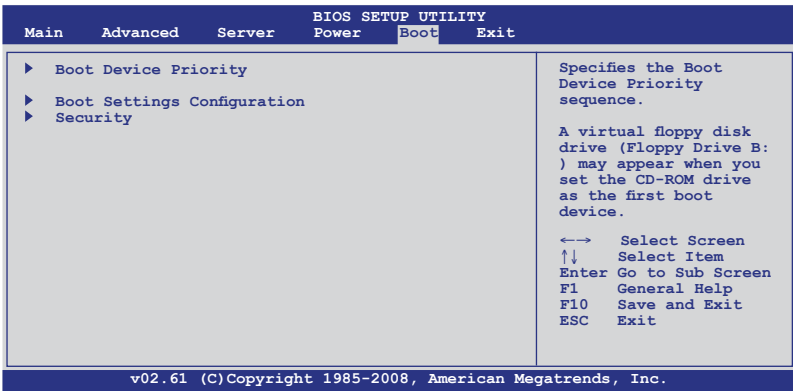 BIOS SETUP UTILITY
Main Advanced Server Power Boot Exit
Boot Device Priority
Boot Settings Configuration
Security
Specifies the Boot
Device Priority
sequence.
A virtual floppy disk
drive (Floppy Drive B:
) may appear when you
set the CD-ROM drive
as the first boot
device.
←→ Select Screen
↑↓ Select Item
Enter Go to Sub Screen
F1 General Help
F10 Save and Exit
ESC Exit
v02.61 (C)Copyright 1985-2008, American Megatrends, Inc.